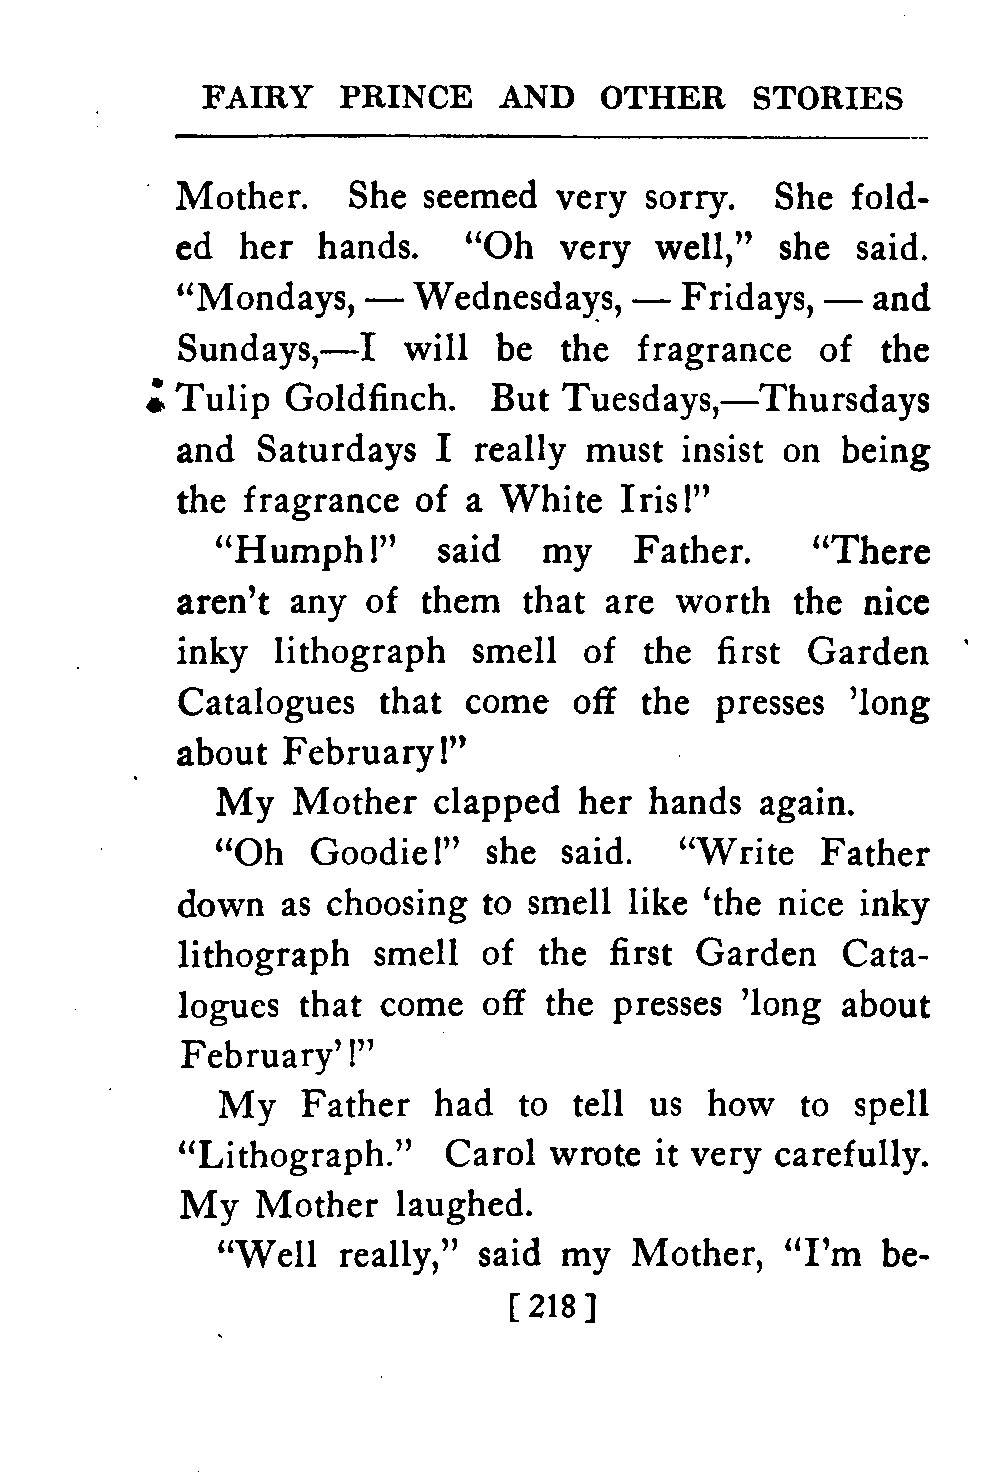 FAIRY PRINCE AND OTHER STORIES
Mother. She seemed very sorry. She fold-
ed her hands. “Oh very well,” she said.
“Mondays, — Wednesdays, — Fridays, — and
Sundays,—I will be the fragrance of the
Tulip Goldfinch. But Tuesdays,—Thursdays
and Saturdays I really must insist on being
the fragrance of a White Iris!”
“Humph!” said my Father. “There
aren’t any of them that are worth the nice
inky lithograph smell of the first Garden
Catalogues that come off the presses ’long
about February!”
My Mother clapped her hands again.
“Oh Goodie!” she said. “Write Father
down as choosing to smell like ‘the nice inky
lithograph smell of the first Garden Cata-
logues that come off the presses ’long about
February’!”
My Father had to tell us how to spell
“Lithograph.” Carol wrote it very carefully.
My Mother laughed.
“Well really,” said my Mother, “I’m be-
[ 218 ]